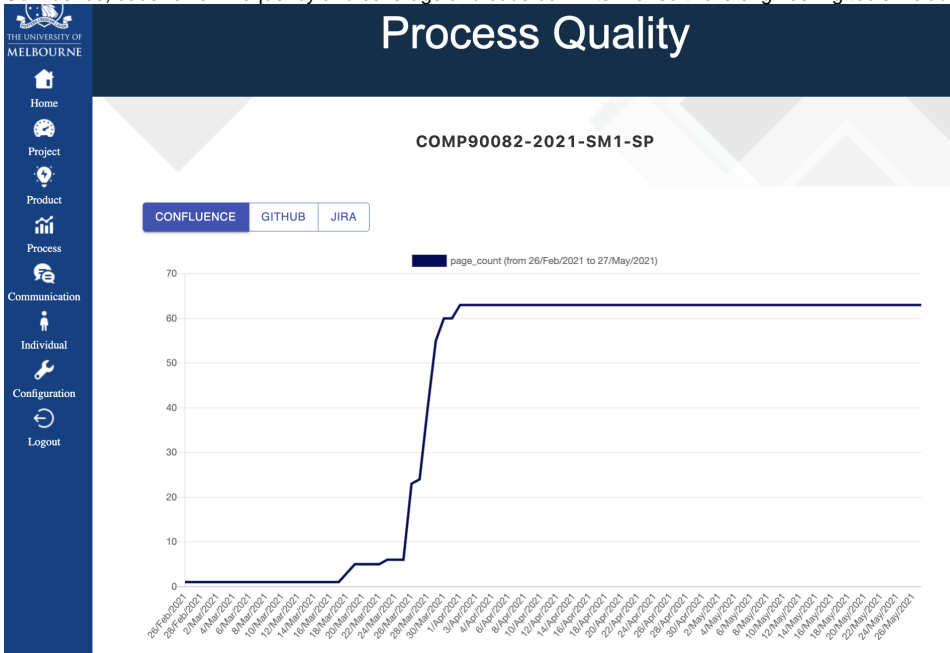 THE UNIVERSITY OF
MELBOURNE
Home
Project
Product
Process
Communication
Individual
Configuration
Logout
Process Quality
COMP90082-2021-SM1-SP
CONFLUENCE GITHUB JIRA
page_count (from 26/Feb/2021 to 27/May/2021)
70
60
50
40
30
20
10
0
26/Feb/2021 28/Feb/2021 2/Mar/2021 4/Mar/2021 6/Mar/2021 8/Mar/2021 10/Mar/2021 12/Mar/2021 14/Mar/2021 16/Mar/2021 18/Mar/2021 20/Mar/2021 22/Mar/2021 24/Mar/2021 26/Mar/2021 28/Mar/2021 30/Mar/2021 1/Apr/2021 3/Apr/2021 5/Apr/2021 6/Apr/2021 8/Apr/2021 10/Apr/2021 12/Apr/2021 14/Apr/2021 16/Apr/2021 18/Apr/2021 20/Apr/2021 22/Apr/2021 24/Apr/2021 26/Apr/2021 28/Apr/2021 30/Apr/2021 2/May/2021 4/May/2021 6/May/2021 8/May/2021 10/May/2021 12/May/2021 14/May/2021 16/May/2021 18/May/2021 20/May/2021 22/May/2021 24/May/2021 26/May/2021